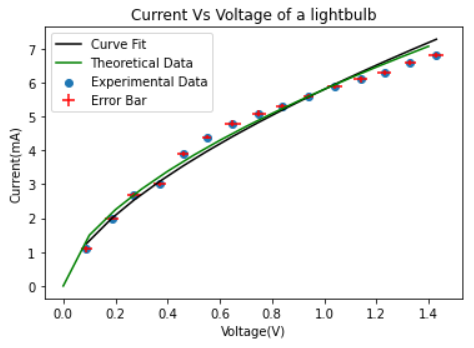 Current Vs Voltage of a lightbulb
Curve Fit
Theoretical Data
Experimental Data
Error Bar
Current(mA)
7
6
5
4
3
2
1
0
0.0 0.2 0.4 0.6 0.8 1.0 1.2 1.4
Voltage(V)